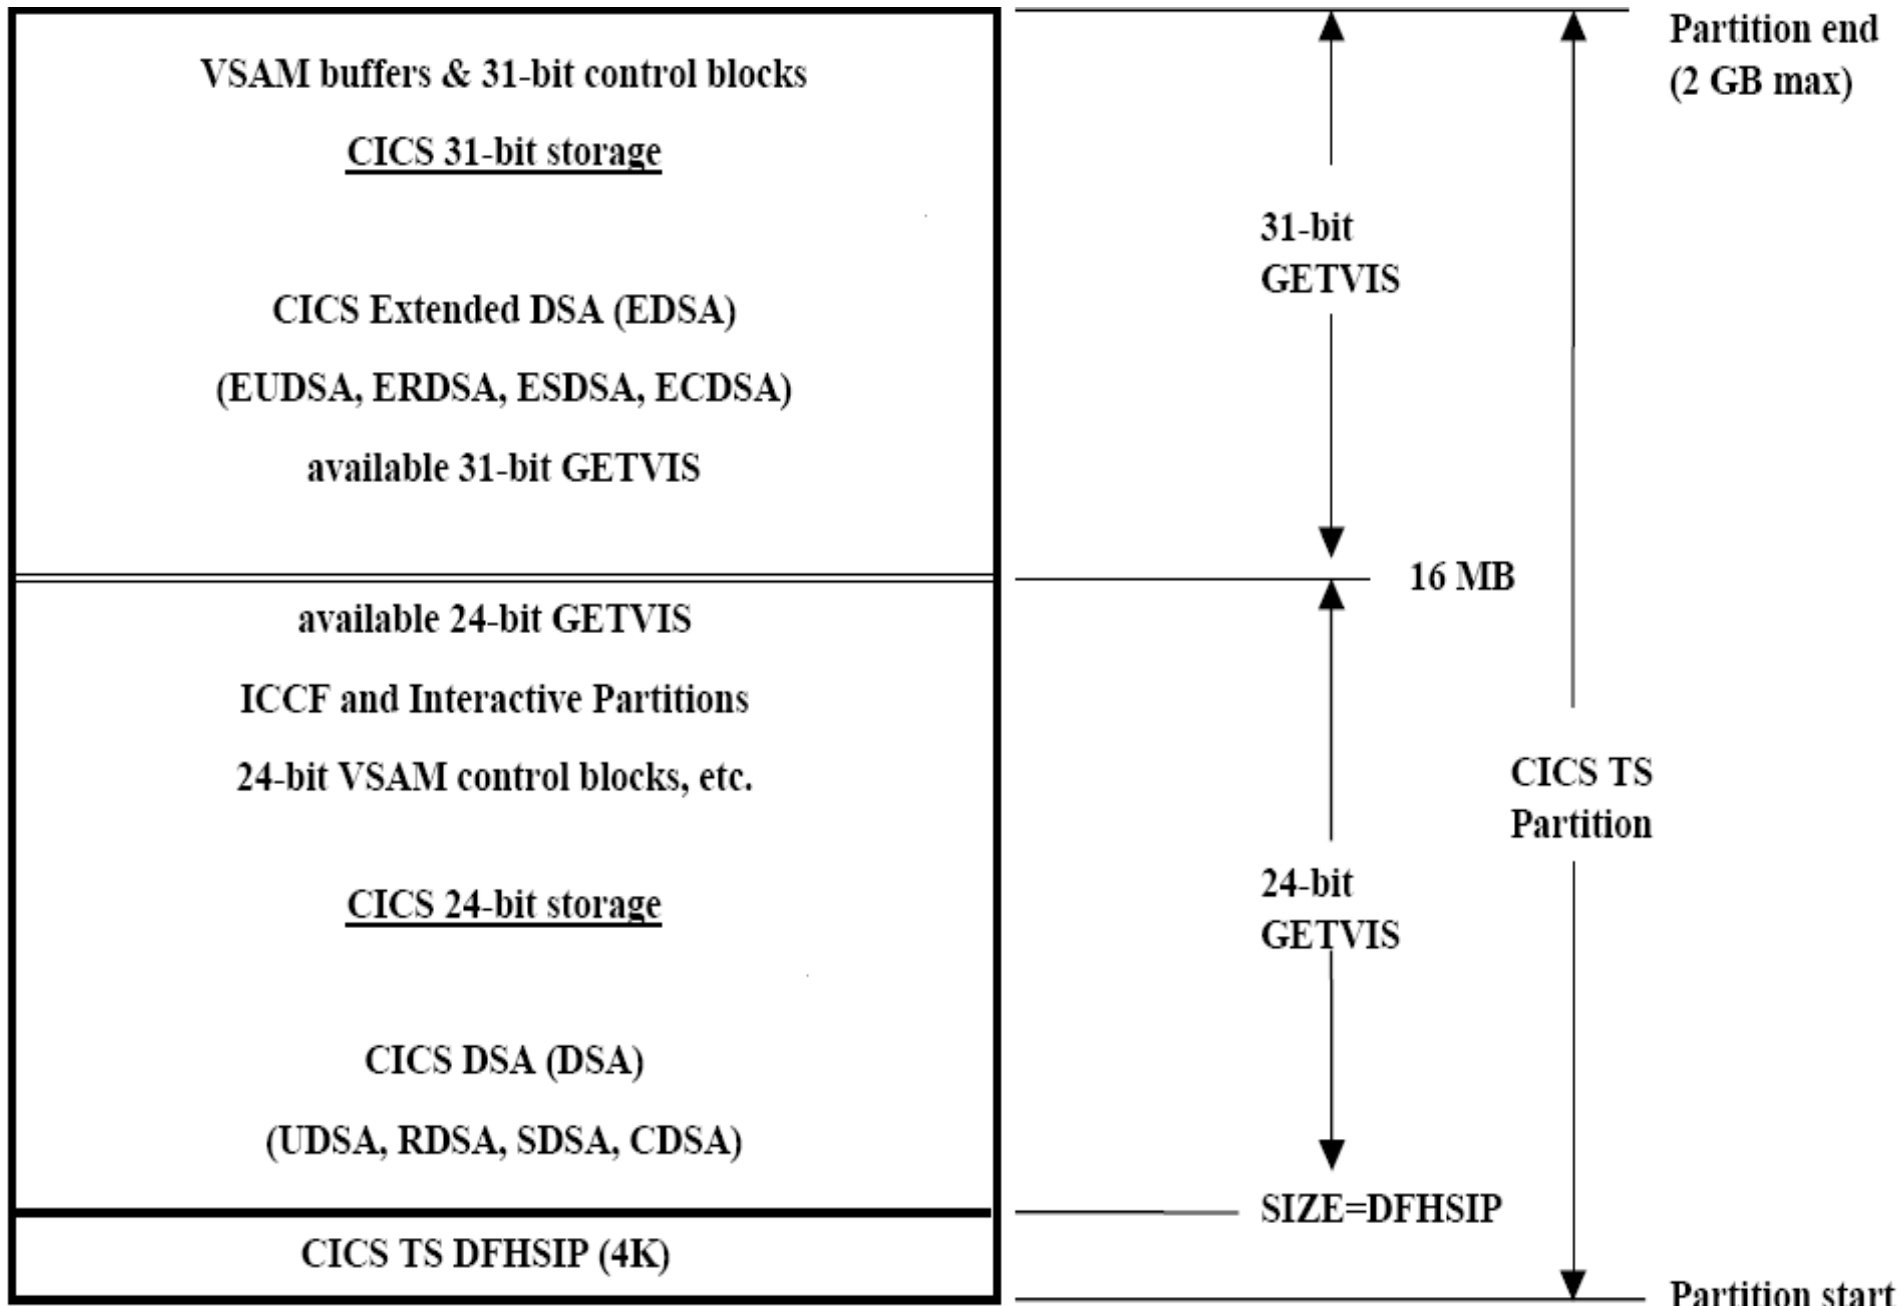 VSAM buffers & 31-bit control blocks
CICS 31-bit storage
CICS Extended DSA (EDSA)
(EUDSA, ERDSA, ESDSA, ECDSA)
available 31-bit GETVIS
available 24-bit GETVIS
ICCF and Interactive Partitions
24-bit VSAM control blocks, etc.
CICS 24-bit storage
CICS DSA (DSA)
(UDSA, RDSA, SDSA, CDSA)
CICS TS DFHSIP (4K)
31-bit
GETVIS
16 MB
24-bit
GETVIS
SIZE=DFHSIP
CICS TS
Partition
Partition end
(2 GB max)
Partition start